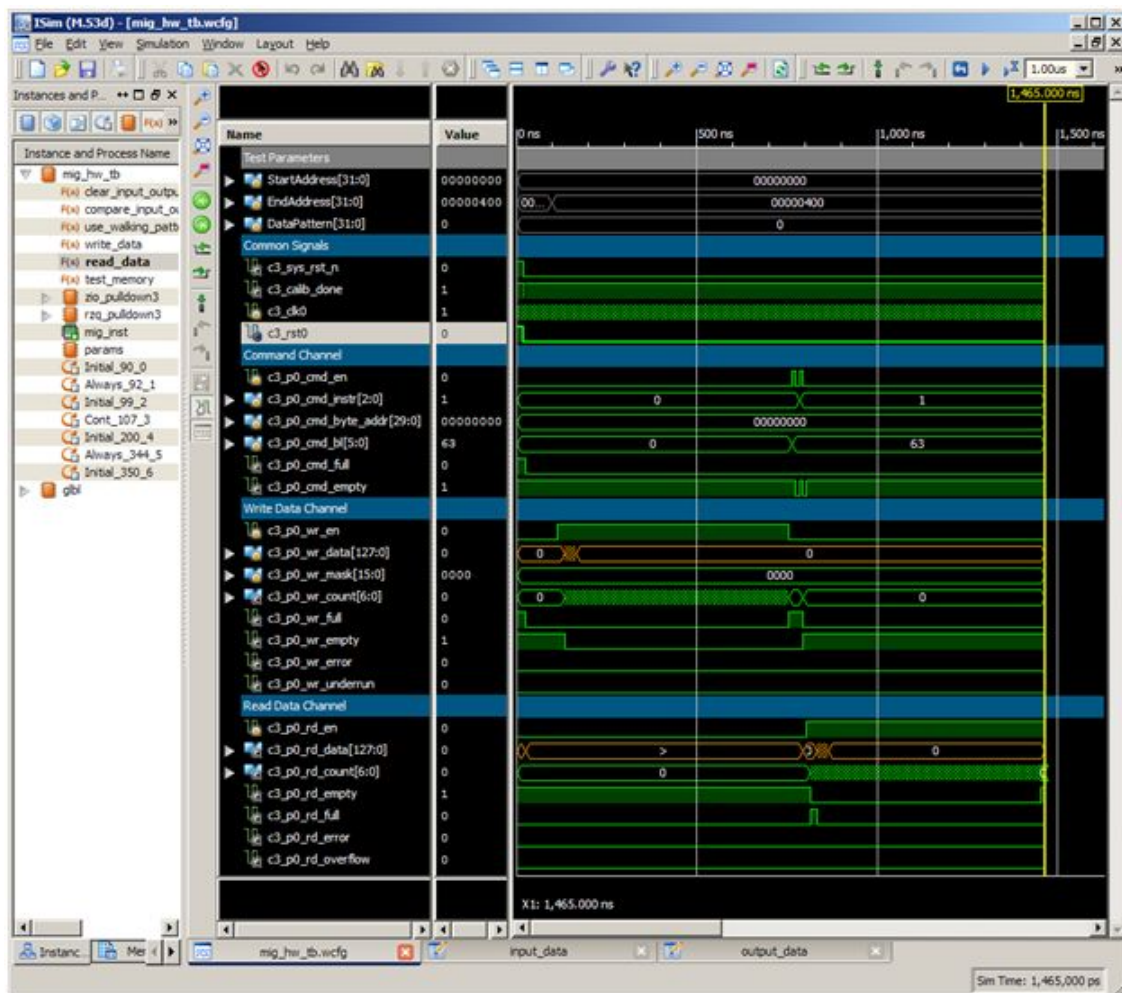 ISim (M.53d) - [mig_hw_tb.wcfg]
File Edit View Simulation Window Layout Help
1.00us
Instances and P...
Instance and Process Name
mig_hw_tb
F(x) clear_input_outpu
F(x) compare_input_ou
F(x) use_walking_patt
F(x) write_data
F(x) read_data
F(x) test_memory
zio_pulldown3
rzq_pulldown3
mig_inst
params
Initial_90_0
Always_92_1
Initial_99_2
Cont_107_3
Initial_200_4
Always_344_5
Initial_350_6
glbl
1,465.000 ns
Name Value 0 ns 500 ns 1,000 ns 1,500 ns
Test Parameters
StartAddress[31:0] 00000000 00000000
EndAddress[31:0] 00000400 00... 00000400
DataPattern[31:0] 0 0
Common Signals
c3_sys_rst_n 0
c3_calib_done 1
c3_clk0 1
c3_rst0 0
Command Channel
c3_p0_cmd_en 0
c3_p0_cmd_instr[2:0] 1 0 1
c3_p0_cmd_byte_addr[29:0] 00000000 00000000
c3_p0_cmd_bl[5:0] 63 0 63
c3_p0_cmd_full 0
c3_p0_cmd_empty 1
Write Data Channel
c3_p0_wr_en 0
c3_p0_wr_data[127:0] 0 0 0
c3_p0_wr_mask[15:0] 0000 0000
c3_p0_wr_count[6:0] 0 0 0
c3_p0_wr_full 0
c3_p0_wr_empty 1
c3_p0_wr_error 0
c3_p0_wr_underrun 0
Read Data Channel
c3_p0_rd_en 0
c3_p0_rd_data[127:0] 0 > 0
c3_p0_rd_count[6:0] 0 0
c3_p0_rd_empty 1
c3_p0_rd_full 0
c3_p0_rd_error 0
c3_p0_rd_overflow 0
X1: 1,465.000 ns
Instanc... Me mig_hw_tb.wcfg input_data output_data
Sim Time: 1,465,000 ps